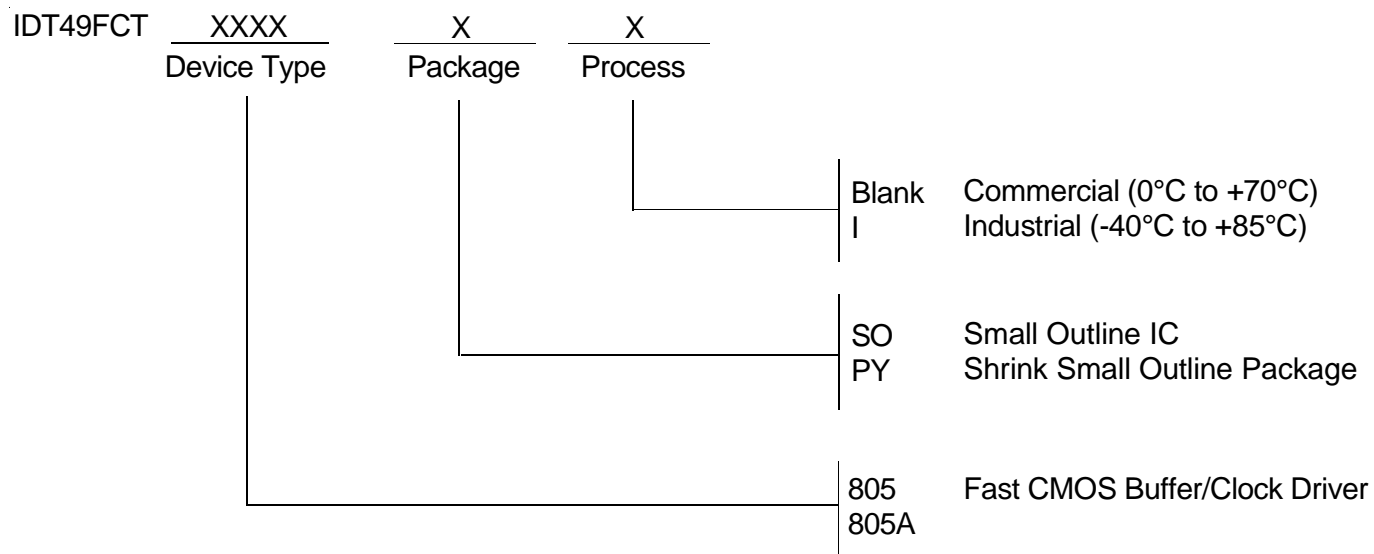 IDT49FCT XXXX X X
Device Type Package Process
Blank Commercial (0°C to +70°C)
I Industrial (-40°C to +85°C)
SO Small Outline IC
PY Shrink Small Outline Package
805 Fast CMOS Buffer/Clock Driver
805A